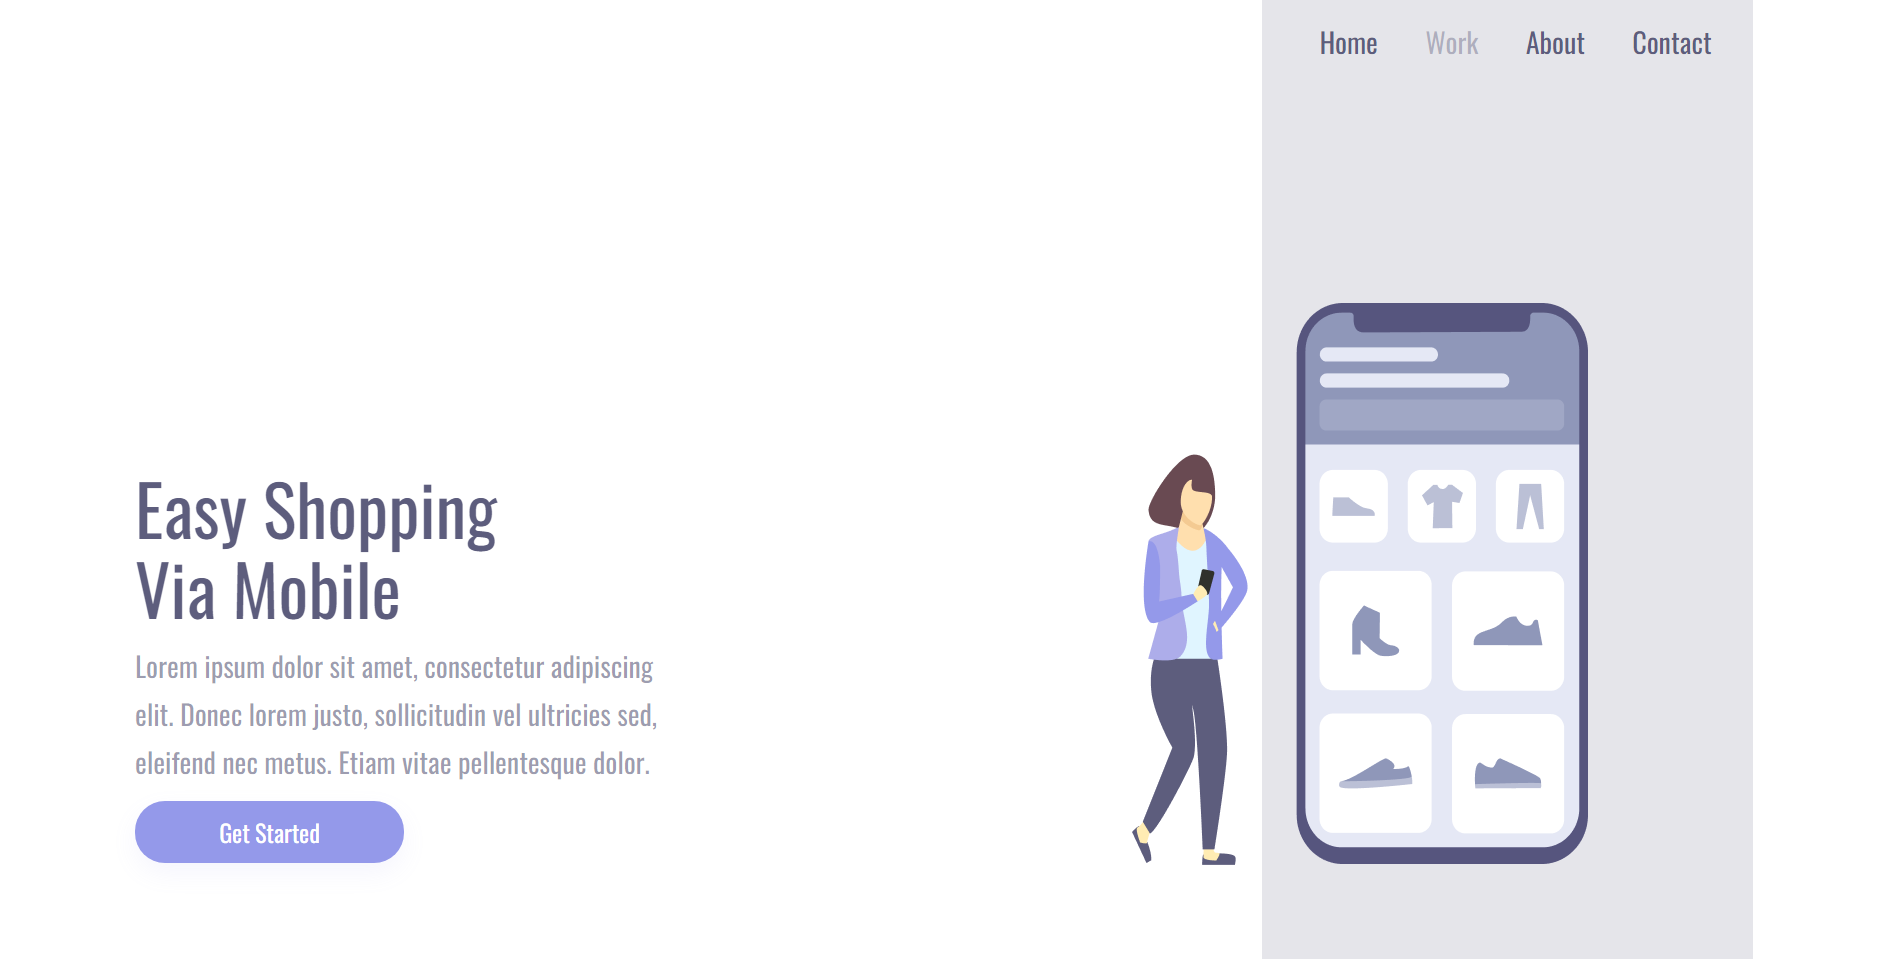 Home Work About Contact
Easy Shopping
Via Mobile
Lorem ipsum dolor sit amet, consectetur adipiscing
elit. Donec lorem justo, sollicitudin vel ultricies sed,
eleifend nec metus. Etiam vitae pellentesque dolor.
Get Started